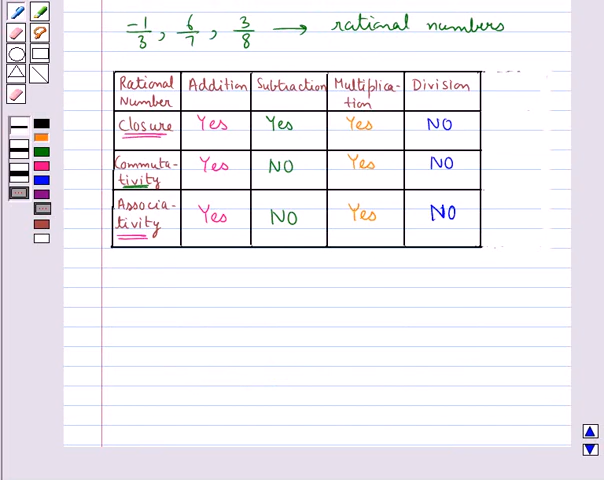 -1/3, 6/7, 3/8 → rational numbers
Rational Number Addition Subtraction Multiplica-tion Division
Closure Yes Yes Yes NO
Commuta-tivity Yes NO Yes NO
Associa-tivity Yes NO Yes NO